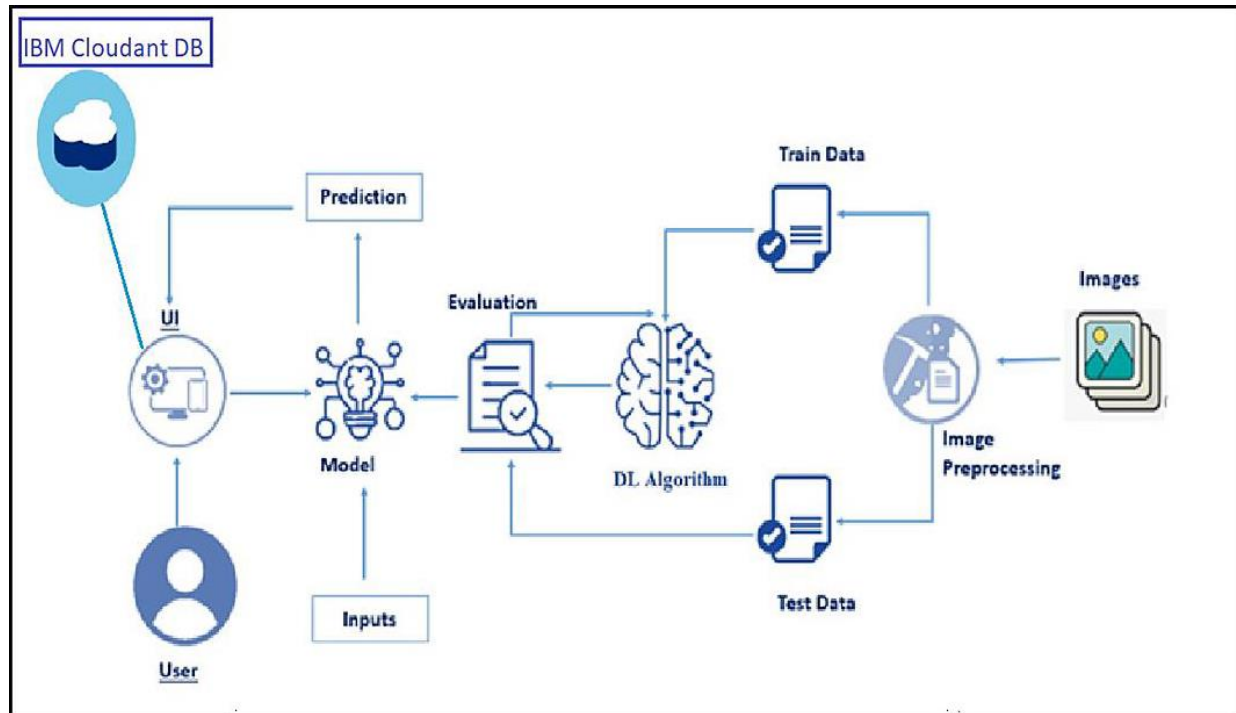 IBM Cloudant DB
Train Data
Prediction
Images
Evaluation
UI
Image
Preprocessing
Model
DL Algorithm
Inputs
Test Data
User